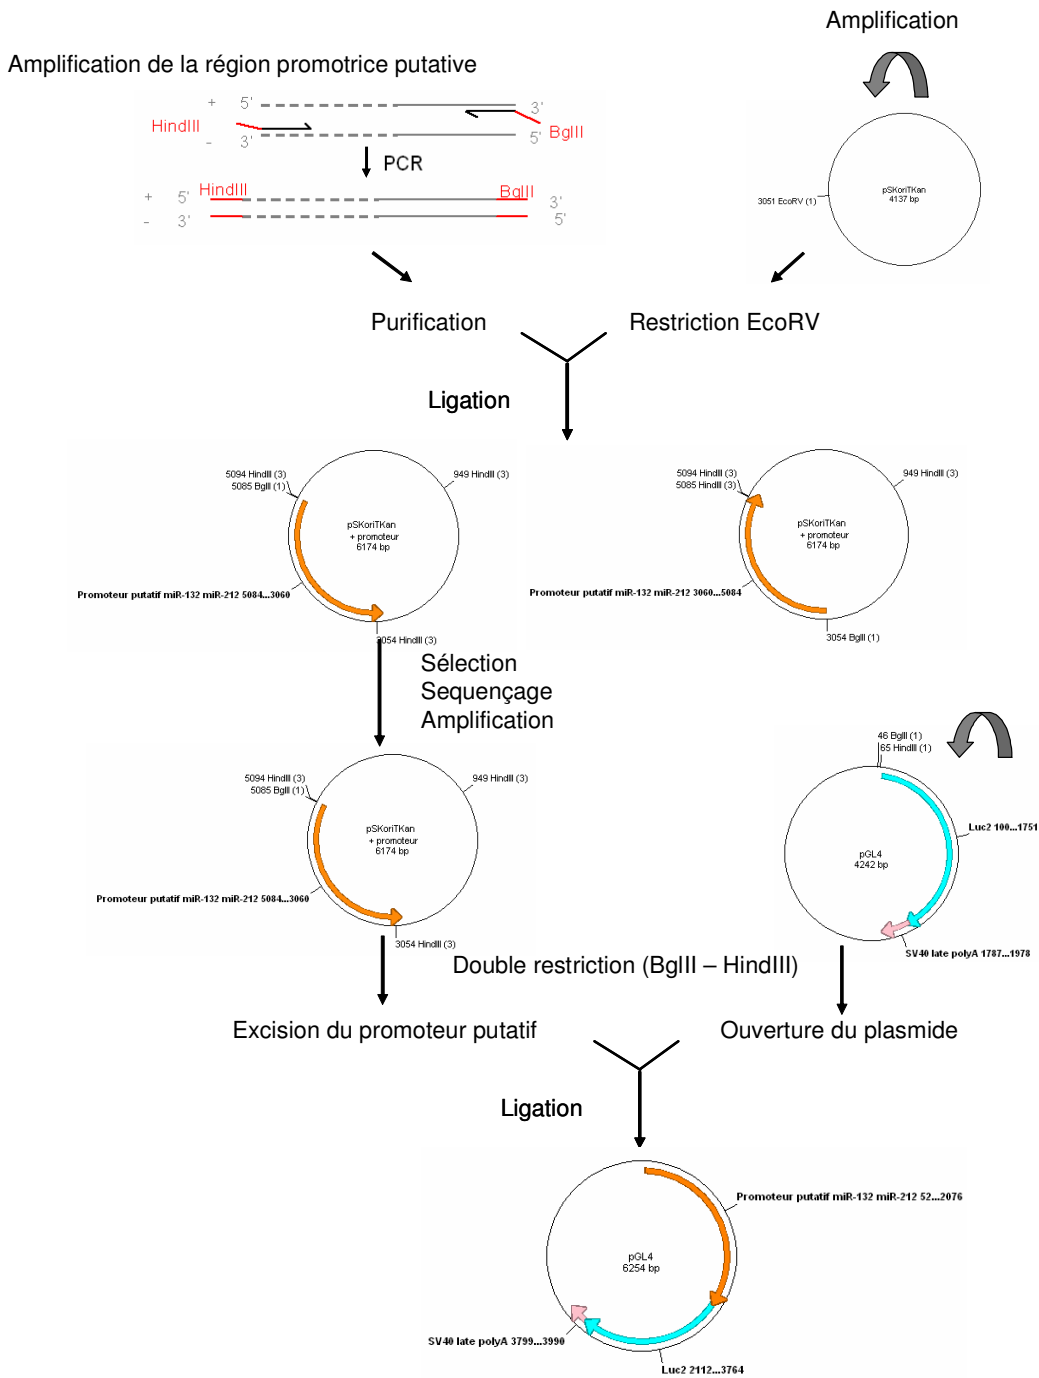 Amplification
Amplification de la région promotrice putative
+ 5' 3'
HindIII
- 3' 5' BgIII
PCR
HindIII BgIII
+ 5' 3'
- 3' 5'
3051 EcoRV (1)
pSKoriTKan
4137 bp
Purification
Restriction EcoRV
Ligation
5094 HindIII (3)
5085 BgIII (1)
949 HindIII (3)
pSKoriTKan
+ promoteur
6174 bp
Promoteur putatif miR-132 miR-212 5084...3060
3054 HindIII (3)
5094 HindIII (3)
5085 HindIII (3)
949 HindIII (3)
pSKoriTKan
+ promoteur
6174 bp
Promoteur putatif miR-132 miR-212 3060...5084
3054 BgIII (1)
Sélection
Sequençage
Amplification
5094 HindIII (3)
5085 BgIII (1)
949 HindIII (3)
pSKoriTKan
+ promoteur
6174 bp
Promoteur putatif miR-132 miR-212 5084...3060
3054 HindIII (3)
46 BgIII (1)
65 HindIII (1)
Luc2 100...1751
pGL4
4242 bp
SV40 late polyA 1787...1978
Double restriction (BgIII – HindIII)
Excision du promoteur putatif
Ouverture du plasmide
Ligation
Promoteur putatif miR-132 miR-212 52...2076
pGL4
6254 bp
SV40 late polyA 3799...3990
Luc2 2112...3764